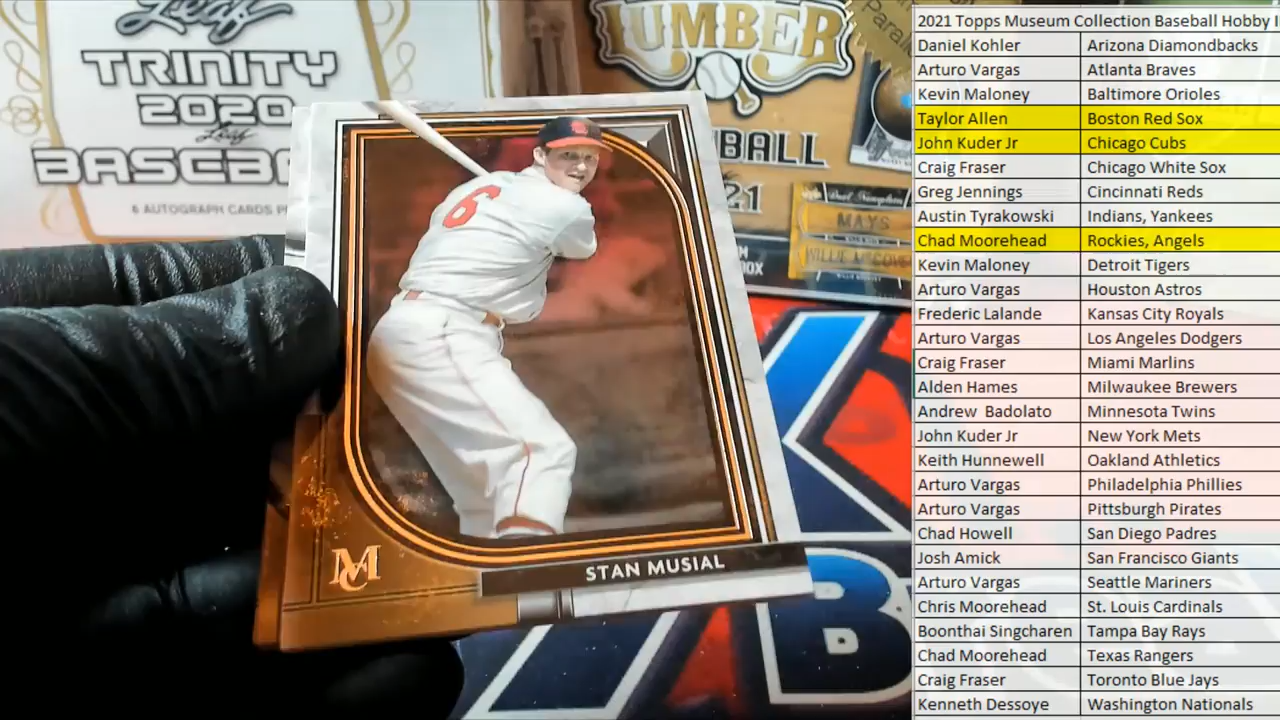 Leaf
TRINITY
2020
Leaf
BASEB
6 AUTOGRAPH CARDS P
LUMBER
BALL
21
MAYS
WILLIE McCOVEY
BOX
6
MC
STAN MUSIAL
B
2021 Topps Museum Collection Baseball Hobby
Daniel Kohler Arizona Diamondbacks
Arturo Vargas Atlanta Braves
Kevin Maloney Baltimore Orioles
Taylor Allen Boston Red Sox
John Kuder Jr Chicago Cubs
Craig Fraser Chicago White Sox
Greg Jennings Cincinnati Reds
Austin Tyrakowski Indians, Yankees
Chad Moorehead Rockies, Angels
Kevin Maloney Detroit Tigers
Arturo Vargas Houston Astros
Frederic Lalande Kansas City Royals
Arturo Vargas Los Angeles Dodgers
Craig Fraser Miami Marlins
Alden Hames Milwaukee Brewers
Andrew Badolato Minnesota Twins
John Kuder Jr New York Mets
Keith Hunnewell Oakland Athletics
Arturo Vargas Philadelphia Phillies
Arturo Vargas Pittsburgh Pirates
Chad Howell San Diego Padres
Josh Amick San Francisco Giants
Arturo Vargas Seattle Mariners
Chris Moorehead St. Louis Cardinals
Boonthai Singcharen Tampa Bay Rays
Chad Moorehead Texas Rangers
Craig Fraser Toronto Blue Jays
Kenneth Dessoye Washington Nationals